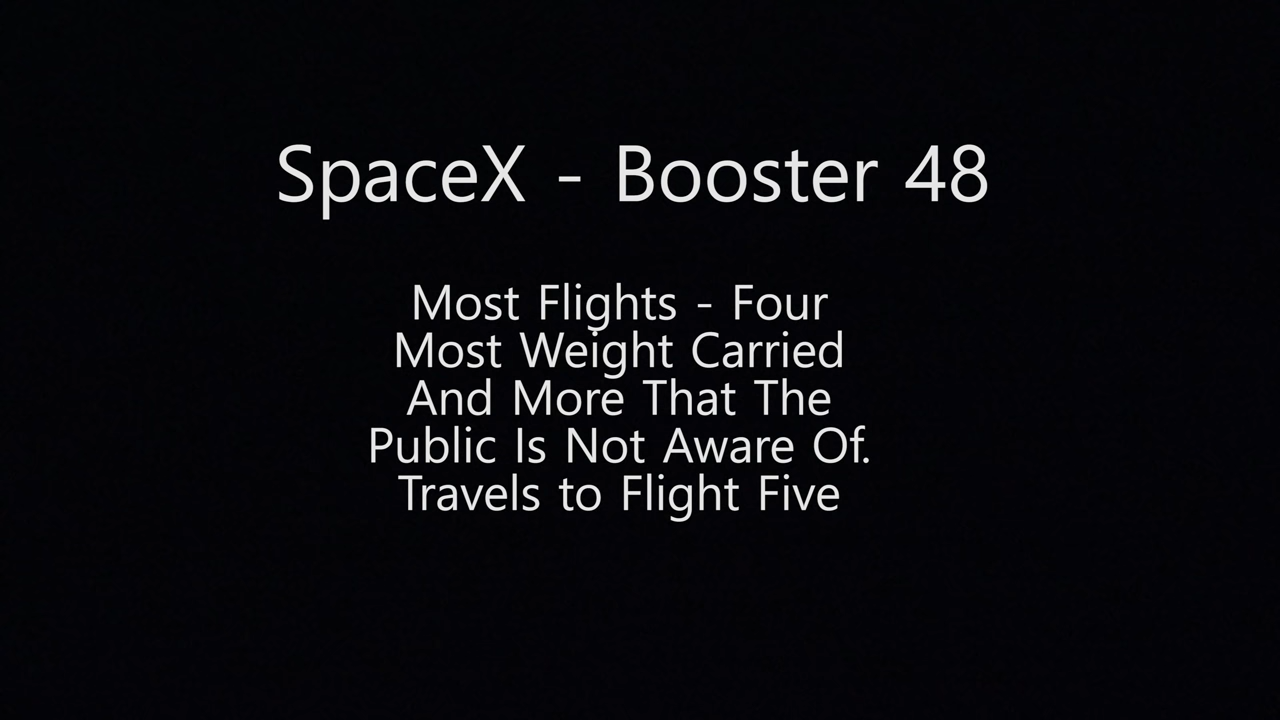 SpaceX - Booster 48
Most Flights - Four
Most Weight Carried
And More That The
Public Is Not Aware Of.
Travels to Flight Five